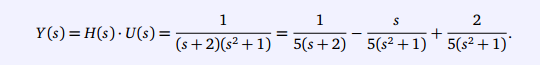 Y(s) = H(s) · U(s) = 1/((s + 2)(s² + 1)) = 1/(5(s + 2)) − s/(5(s² + 1)) + 2/(5(s² + 1)).